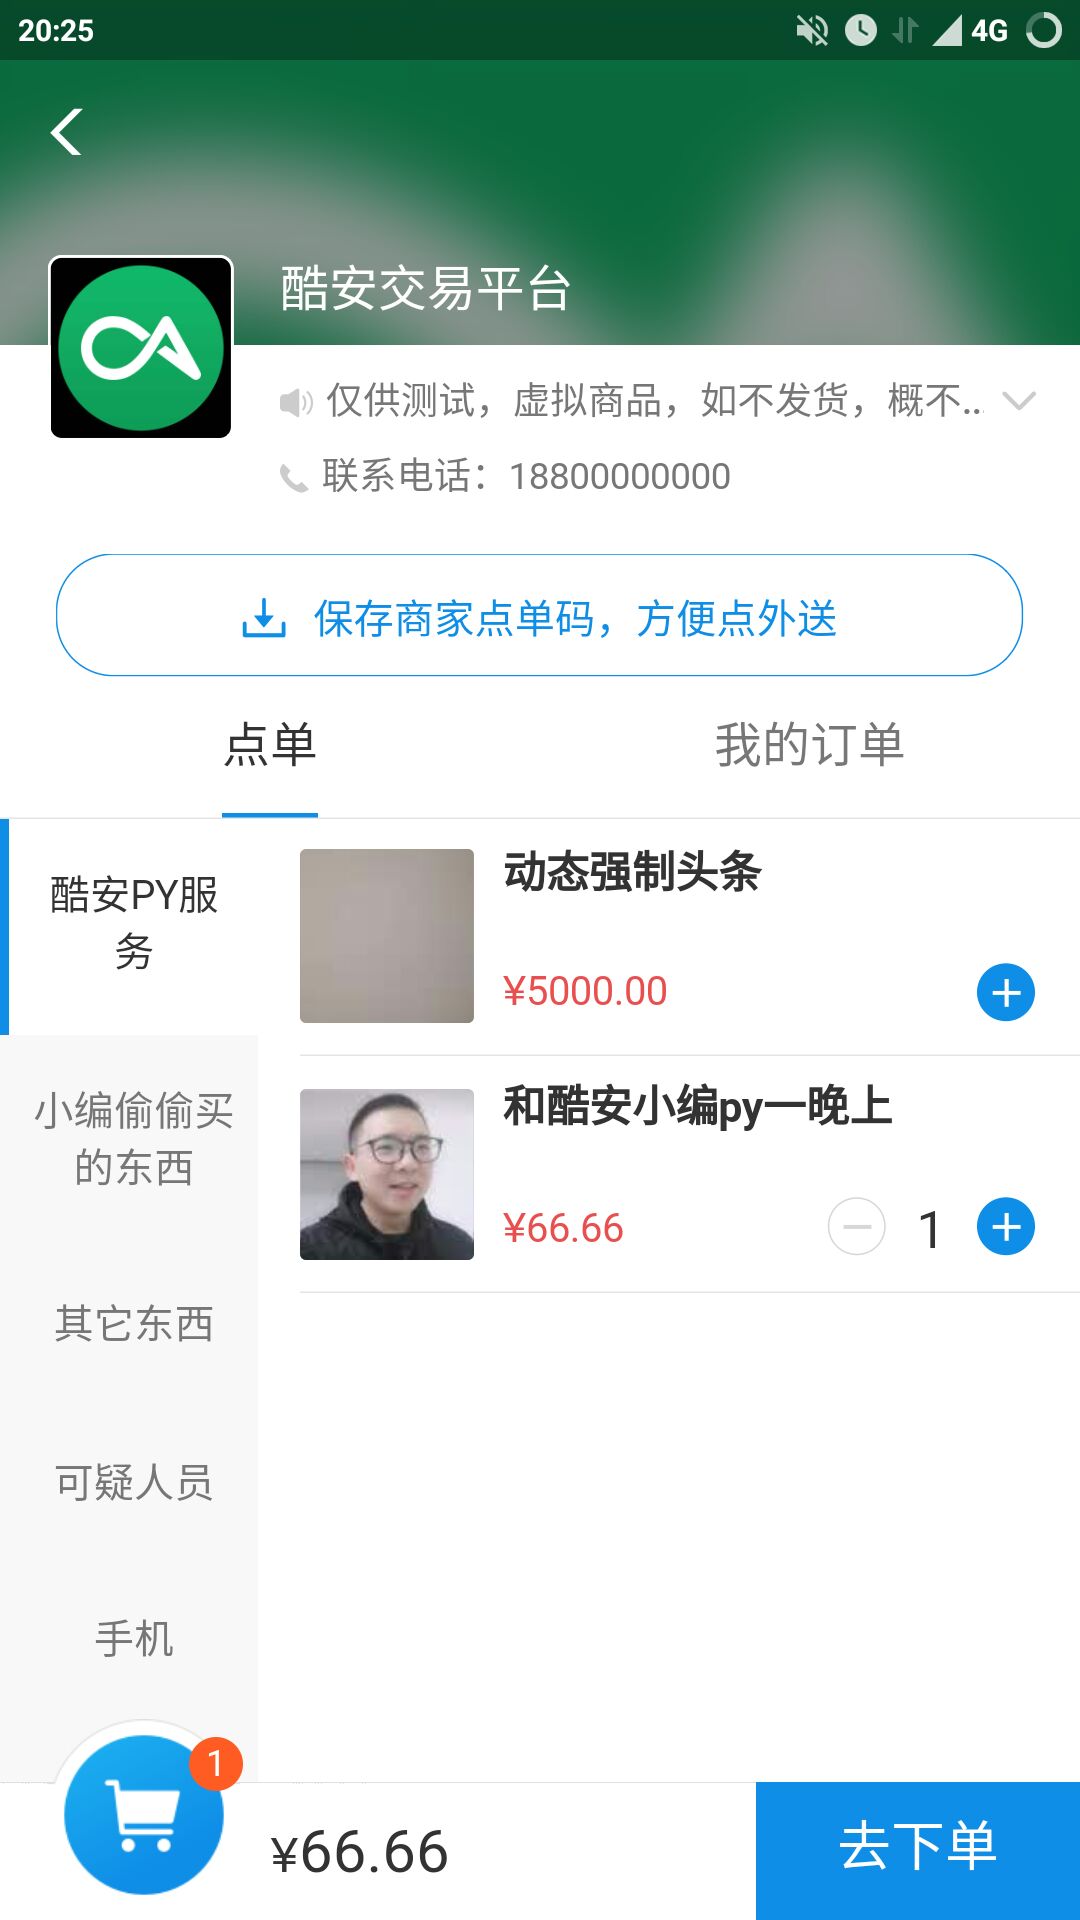 20:25
4G
酷安交易平台
仅供测试，虚拟商品，如不发货，概不...
联系电话：18800000000
保存商家点单码，方便点外送
点单
我的订单
酷安PY服
务
动态强制头条
¥5000.00
小编偷偷买
的东西
和酷安小编py一晚上
¥66.66
1
其它东西
可疑人员
手机
1
¥66.66
去下单